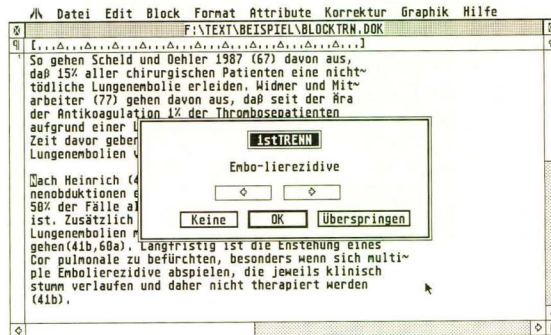 Datei Edit Block Format Attribute Korrektur Graphik Hilfe
F:\TEXT\BEISPIEL\BLOCKTRN.DOK
So gehen Scheld und Oehler 1987 (67) davon aus,
daß 15% aller chirurgischen Patienten eine nicht~
tödliche Lungenembolie erleiden. Widmer und Mit~
arbeiter (77) gehen davon aus, daß seit der Ära
der Antikoagulation 1% der Thrombosepatienten
aufgrund einer L
Zeit davor geben
Lungenembolien
1stTRENN
Embo-lierezidive
Keine OK Überspringen
Nach Heinrich (4
nenobduktionen
50% der Fälle al
ist. Zusätzlich
Lungenembolien
gehen(41b,60a). Langfristig ist die Enstehung eines
Cor pulmonale zu befürchten, besonders wenn sich multi~
ple Embolierezidive abspielen, die jeweils klinisch
stumm verlaufen und daher nicht therapiert werden
(41b).